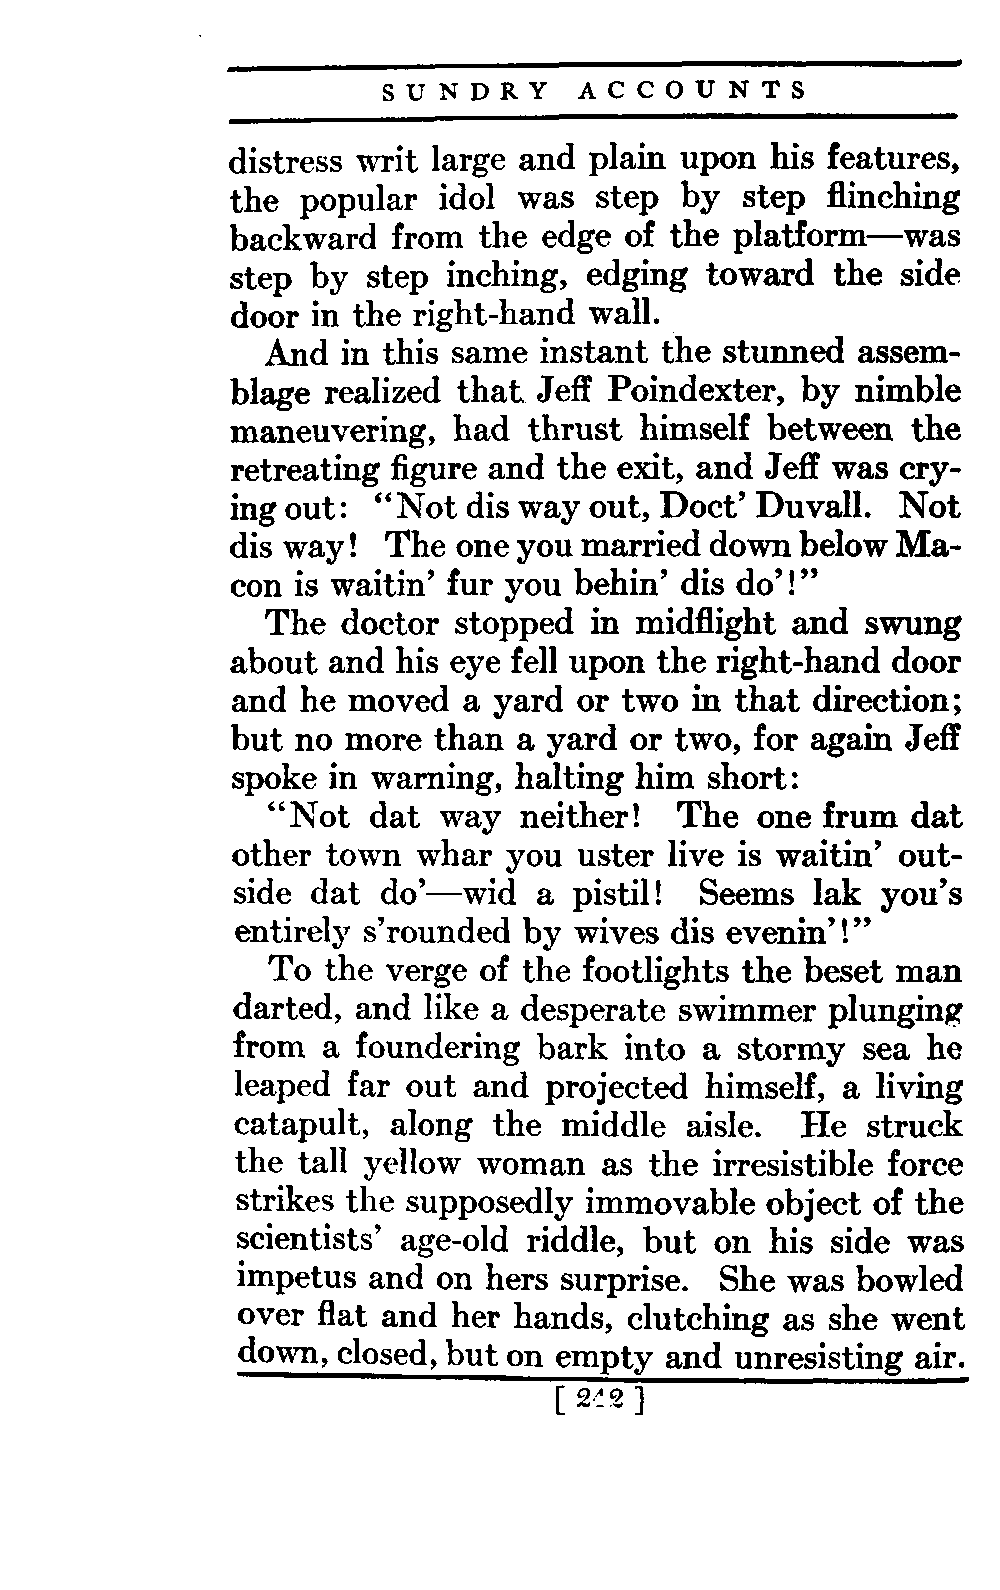 SUNDRY ACCOUNTS
distress writ large and plain upon his features,
the popular idol was step by step flinching
backward from the edge of the platform—was
step by step inching, edging toward the side
door in the right-hand wall.
And in this same instant the stunned assem-
blage realized that Jeff Poindexter, by nimble
maneuvering, had thrust himself between the
retreating figure and the exit, and Jeff was cry-
ing out: “Not dis way out, Doct’ Duvall. Not
dis way! The one you married down below Ma-
con is waitin’ fur you behin’ dis do’!”
The doctor stopped in midflight and swung
about and his eye fell upon the right-hand door
and he moved a yard or two in that direction;
but no more than a yard or two, for again Jeff
spoke in warning, halting him short:
“Not dat way neither! The one frum dat
other town whar you uster live is waitin’ out-
side dat do’—wid a pistil! Seems lak you’s
entirely s’rounded by wives dis evenin’!”
To the verge of the footlights the beset man
darted, and like a desperate swimmer plunging
from a foundering bark into a stormy sea he
leaped far out and projected himself, a living
catapult, along the middle aisle. He struck
the tall yellow woman as the irresistible force
strikes the supposedly immovable object of the
scientists’ age-old riddle, but on his side was
impetus and on hers surprise. She was bowled
over flat and her hands, clutching as she went
down, closed, but on empty and unresisting air.
[ 242 ]